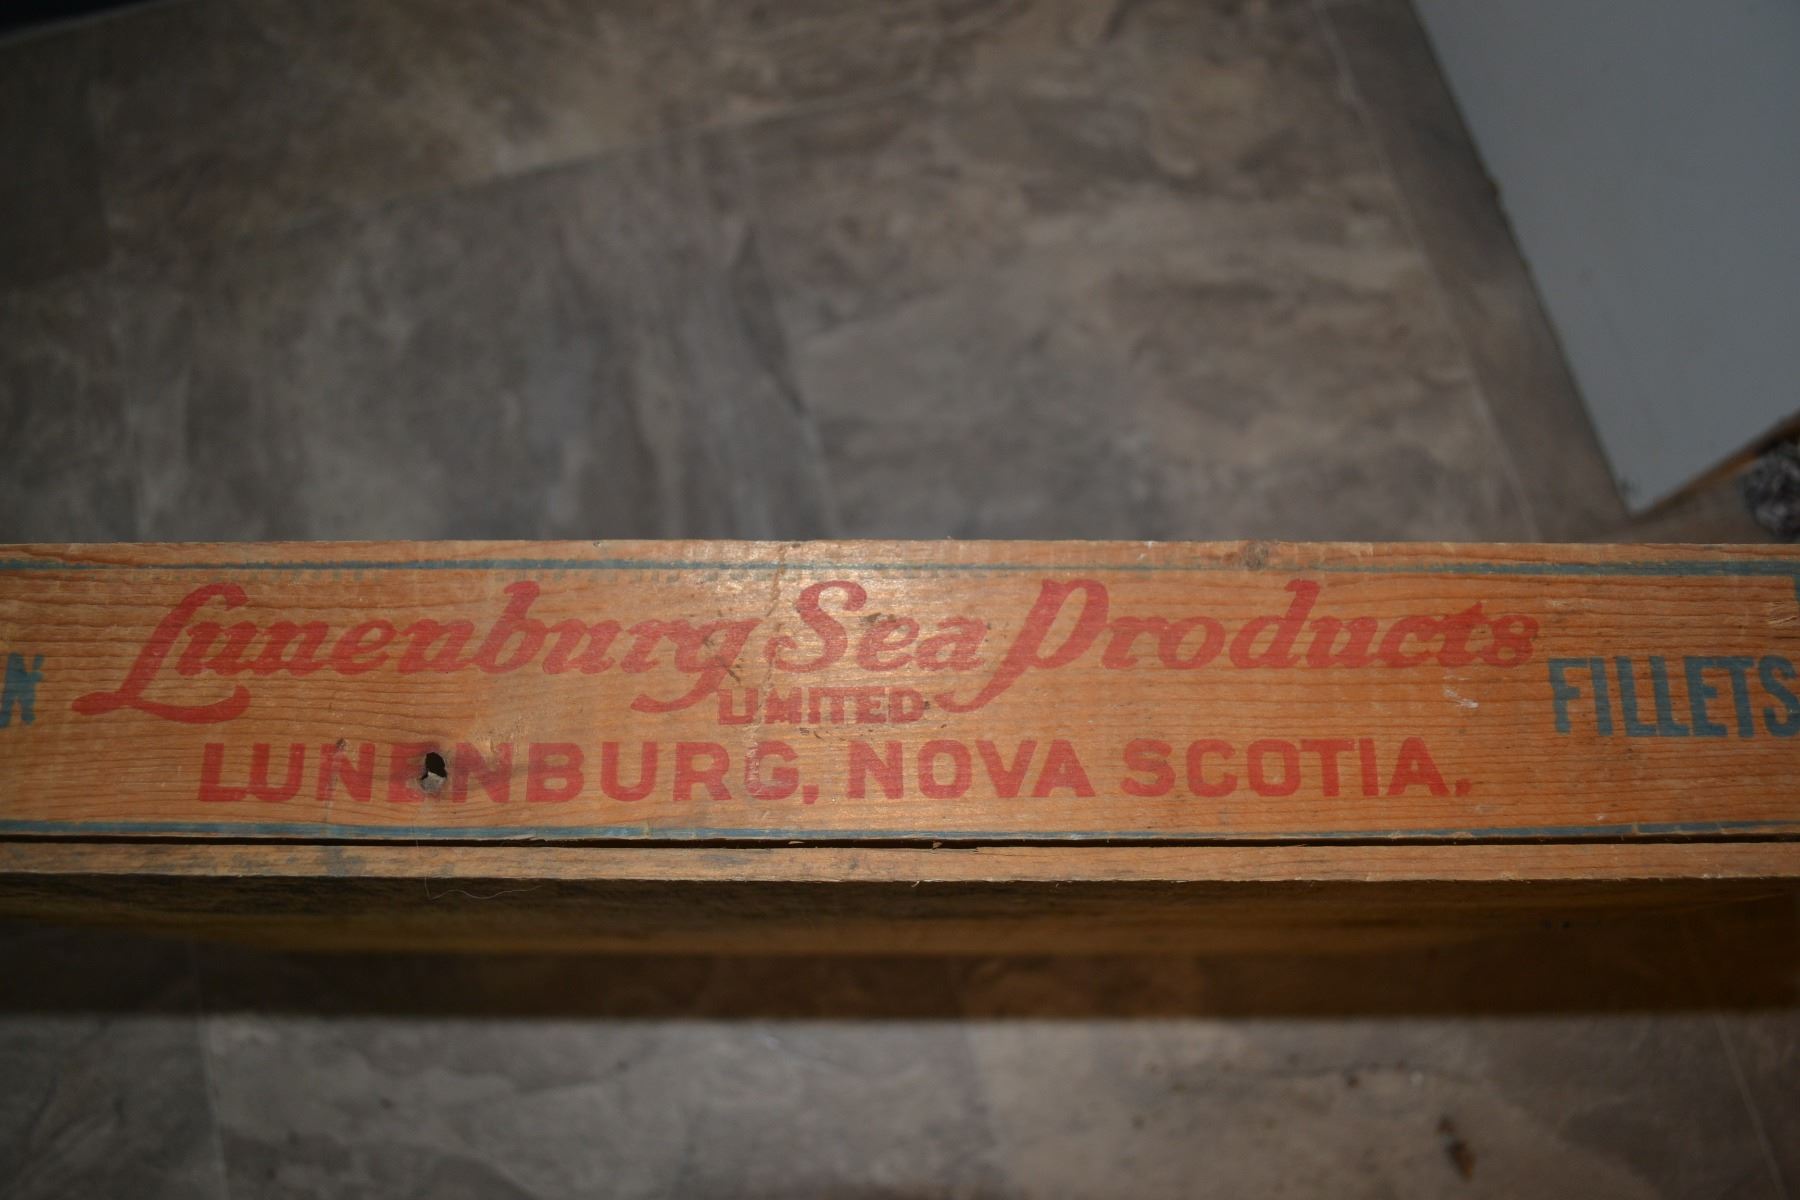 Lunenburg Sea Products
LIMITED
LUNENBURG, NOVA SCOTIA.
FILLETS